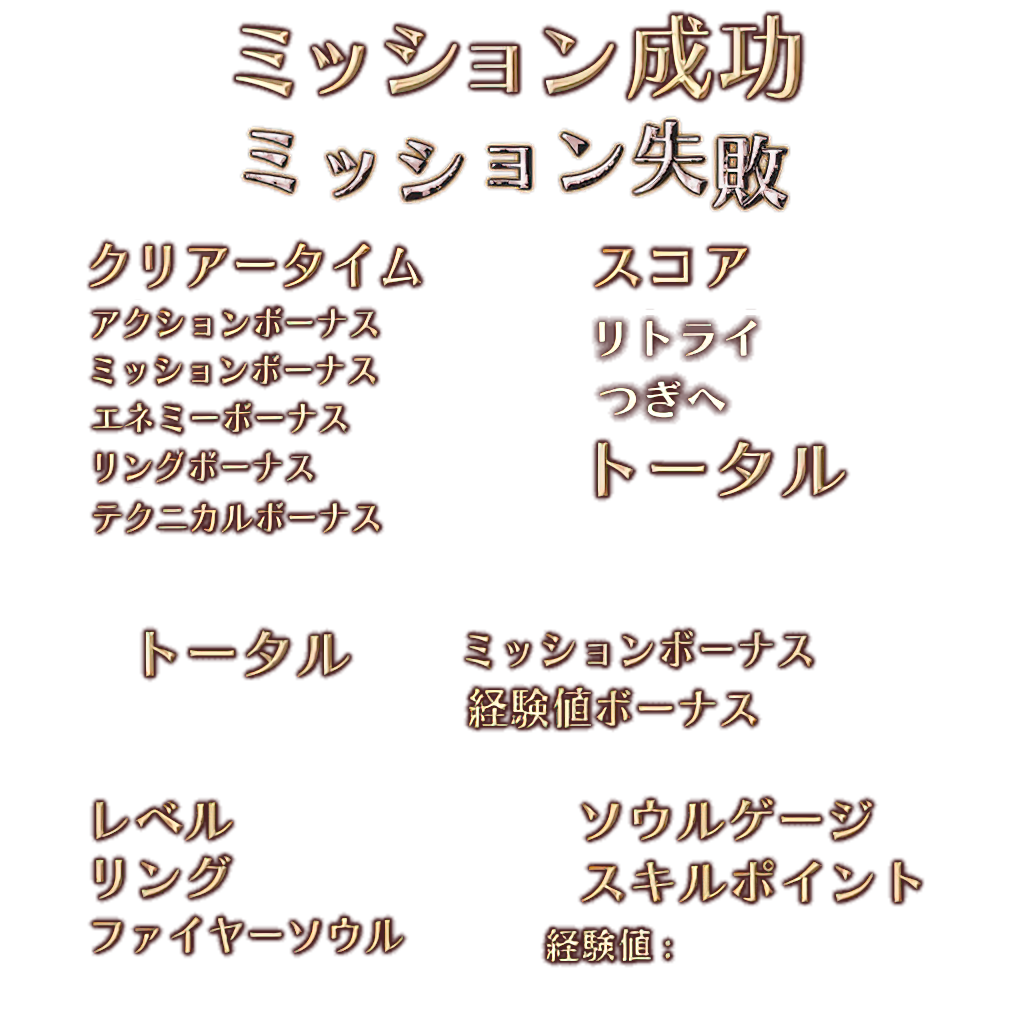 ミッション成功
ミッション失敗
クリアータイム
アクションボーナス
ミッションボーナス
エネミーボーナス
リングボーナス
テクニカルボーナス
スコア
リトライ
つぎへ
トータル
トータル
ミッションボーナス
経験値ボーナス
レベル
リング
ファイヤーソウル
ソウルゲージ
スキルポイント
経験値: